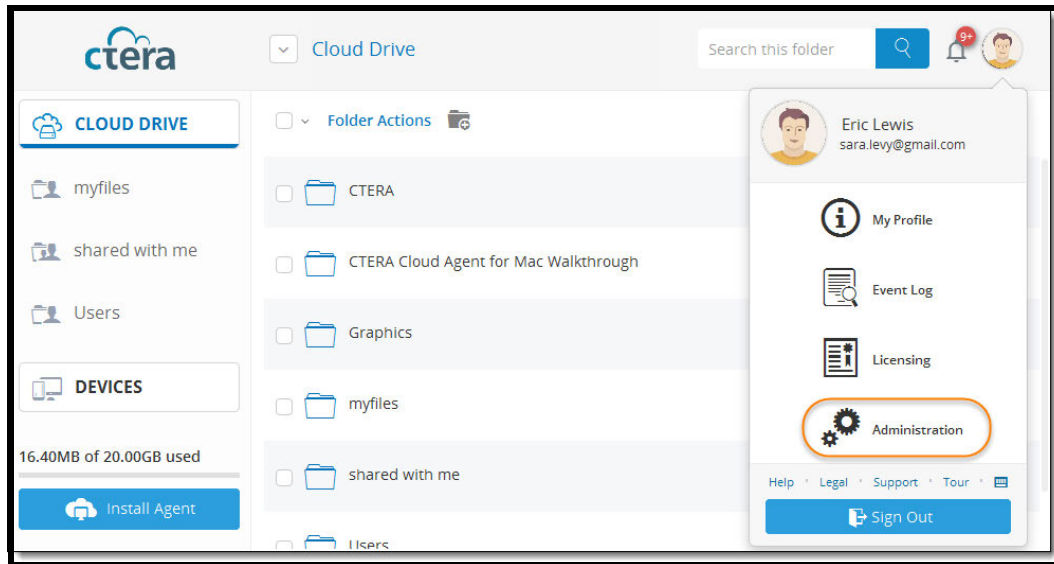 ctera
Cloud Drive
Search this folder
9+
CLOUD DRIVE
myfiles
shared with me
Users
DEVICES
16.40MB of 20.00GB used
Install Agent
Folder Actions
CTERA
CTERA Cloud Agent for Mac Walkthrough
Graphics
myfiles
shared with me
Users
Eric Lewis
sara.levy@gmail.com
My Profile
Event Log
Licensing
Administration
Help Legal Support Tour
Sign Out